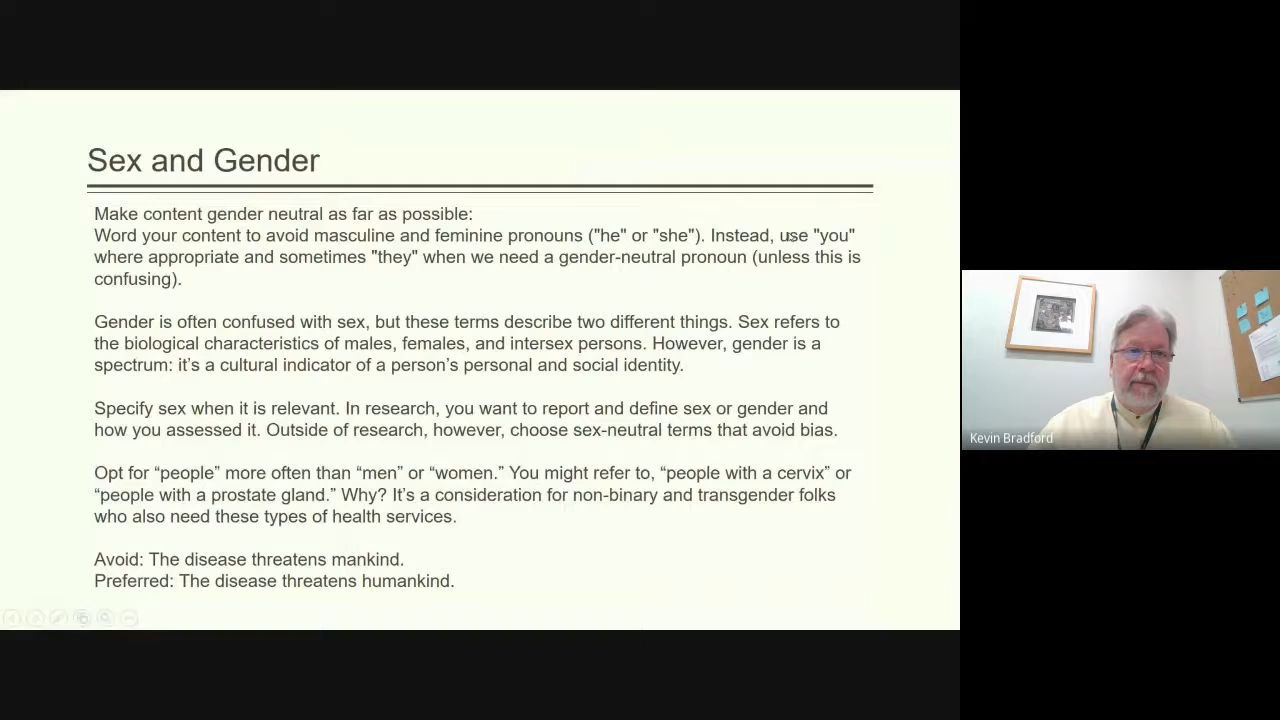 Sex and Gender
Make content gender neutral as far as possible:
Word your content to avoid masculine and feminine pronouns ("he" or "she"). Instead, use "you"
where appropriate and sometimes "they" when we need a gender-neutral pronoun (unless this is
confusing).
Gender is often confused with sex, but these terms describe two different things. Sex refers to
the biological characteristics of males, females, and intersex persons. However, gender is a
spectrum: it’s a cultural indicator of a person’s personal and social identity.
Specify sex when it is relevant. In research, you want to report and define sex or gender and
how you assessed it. Outside of research, however, choose sex-neutral terms that avoid bias.
Opt for “people” more often than “men” or “women.” You might refer to, “people with a cervix” or
“people with a prostate gland.” Why? It’s a consideration for non-binary and transgender folks
who also need these types of health services.
Avoid: The disease threatens mankind.
Preferred: The disease threatens humankind.
Kevin Bradford